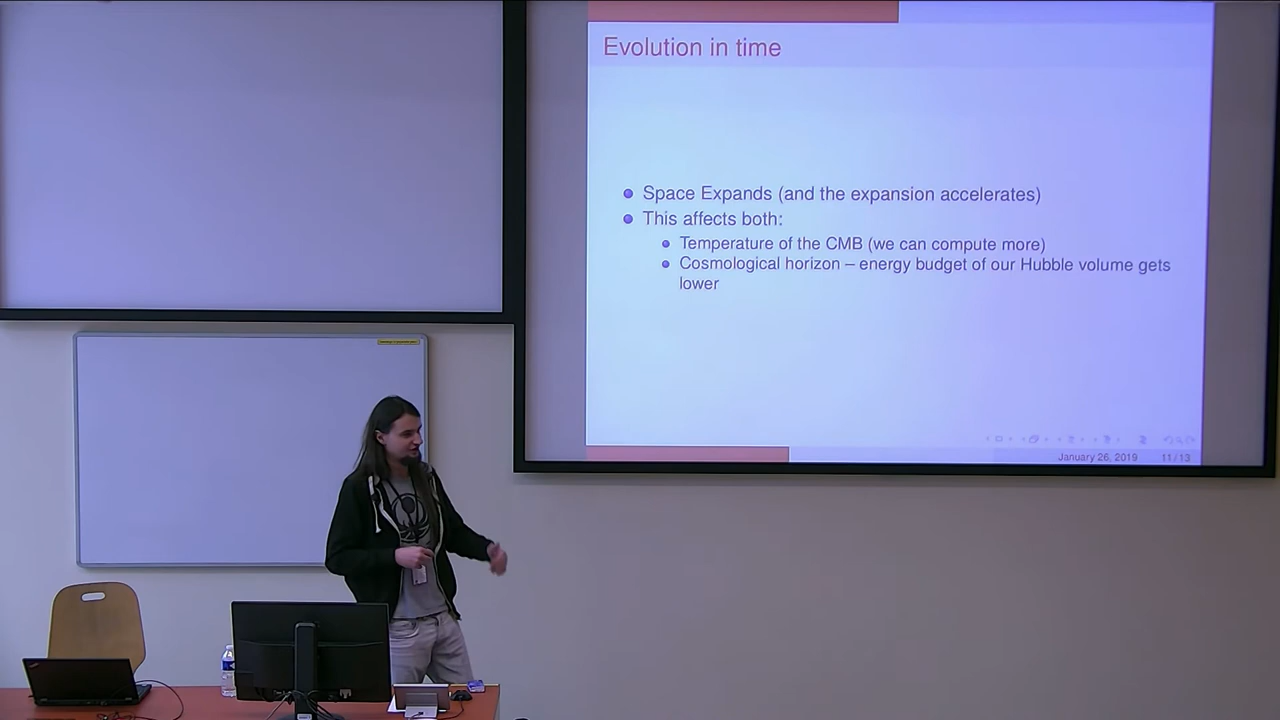 Evolution in time
Space Expands (and the expansion accelerates)
This affects both:
Temperature of the CMB (we can compute more)
Cosmological horizon – energy budget of our Hubble volume gets
lower
January 26, 2019 11 / 13